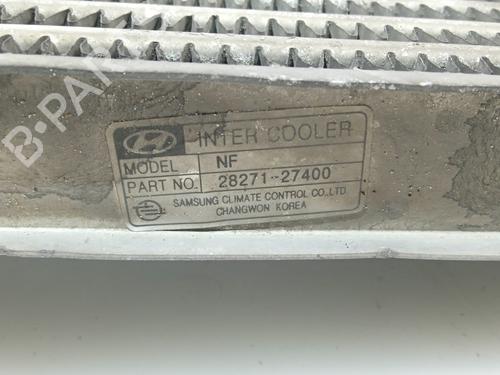 B-PARTS
INTER COOLER
MODEL NF
PART NO. 28271-27400
SAMSUNG CLIMATE CONTROL CO.,LTD
CHANGWON KOREA